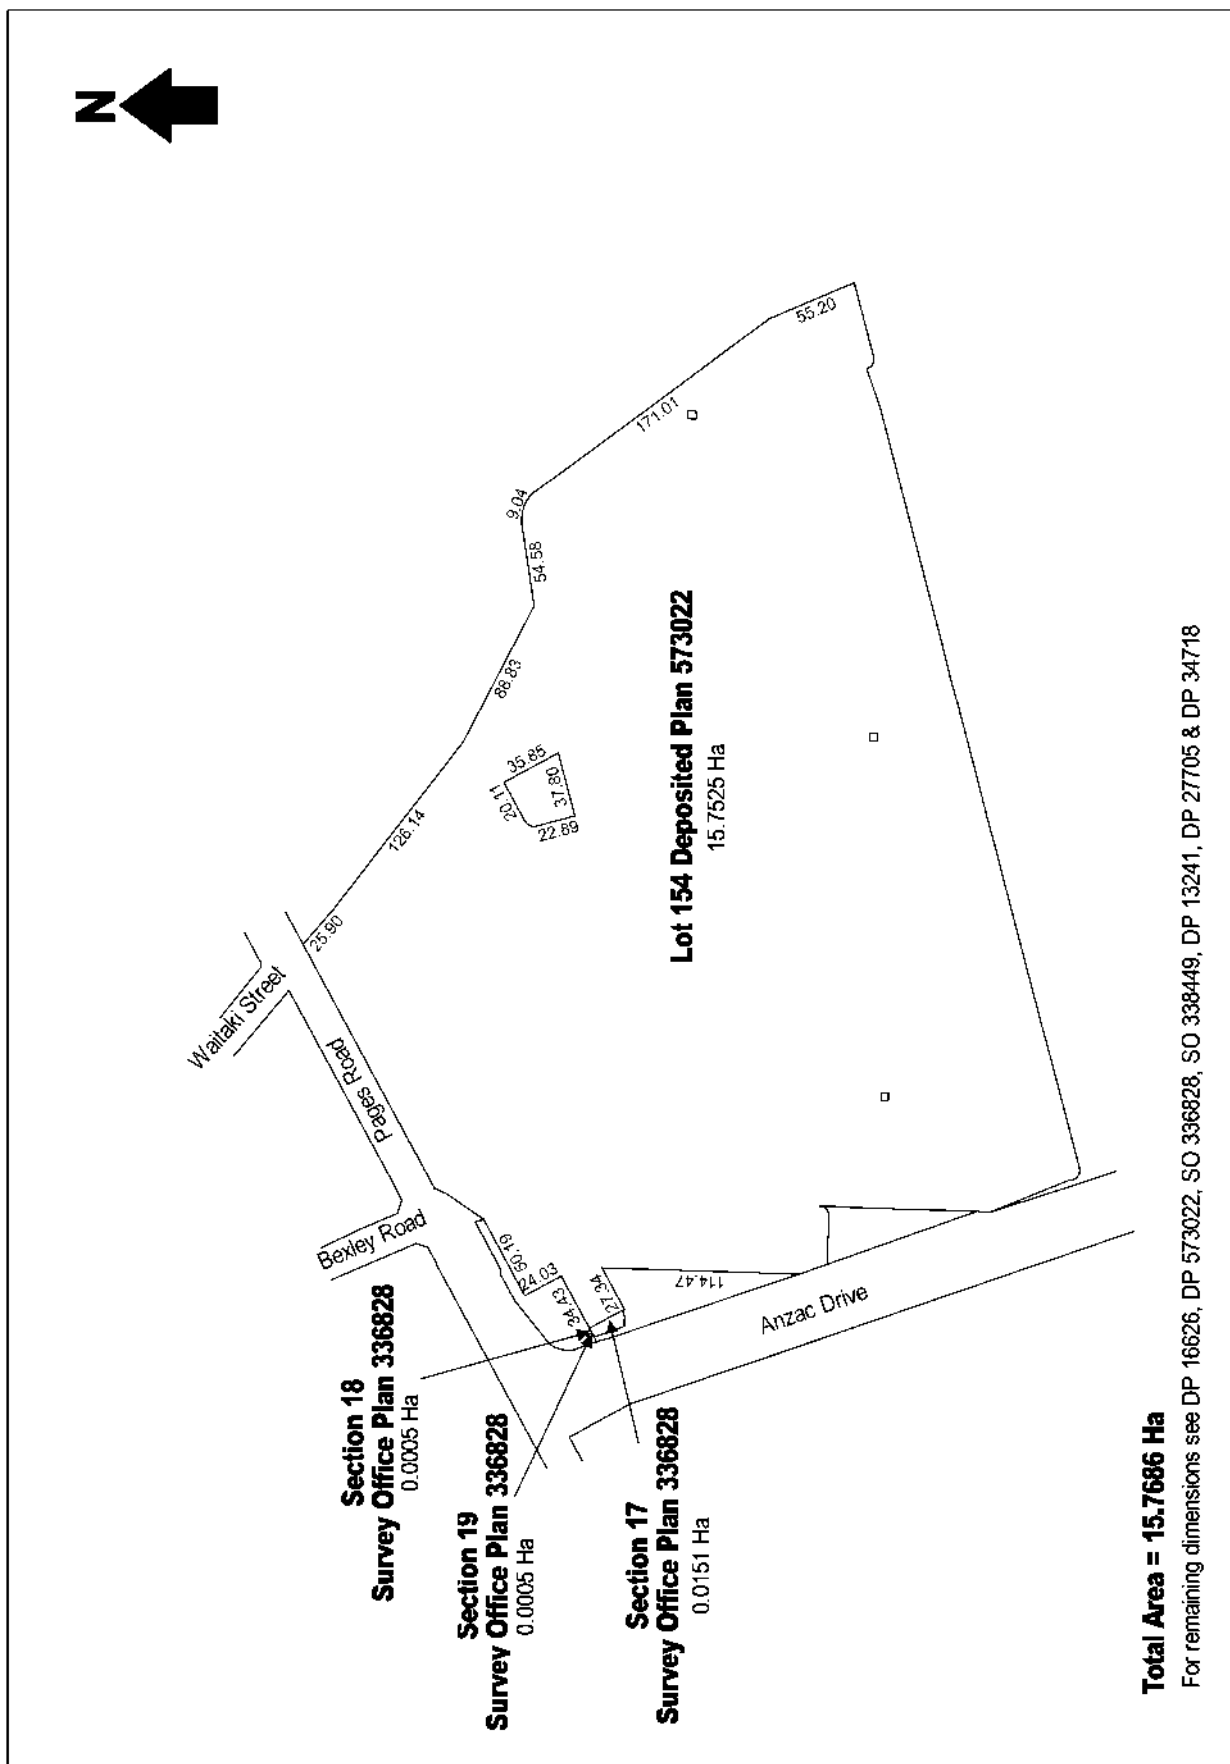 N
Waitaki Street
Pages Road
Bexley Road
Anzac Drive
25.90
126.14
88.83
54.58
9.04
171.01
55.20
20.11
35.85
37.80
22.89
50.19
24.03
34.43
27.34
114.47
Section 18
Survey Office Plan 336828
0.0005 Ha
Section 19
Survey Office Plan 336828
0.0005 Ha
Section 17
Survey Office Plan 336828
0.0151 Ha
Lot 154 Deposited Plan 573022
15.7525 Ha
Total Area = 15.7686 Ha
For remaining dimensions see DP 16626, DP 573022, SO 336828, SO 338449, DP 13241, DP 27705 & DP 34718